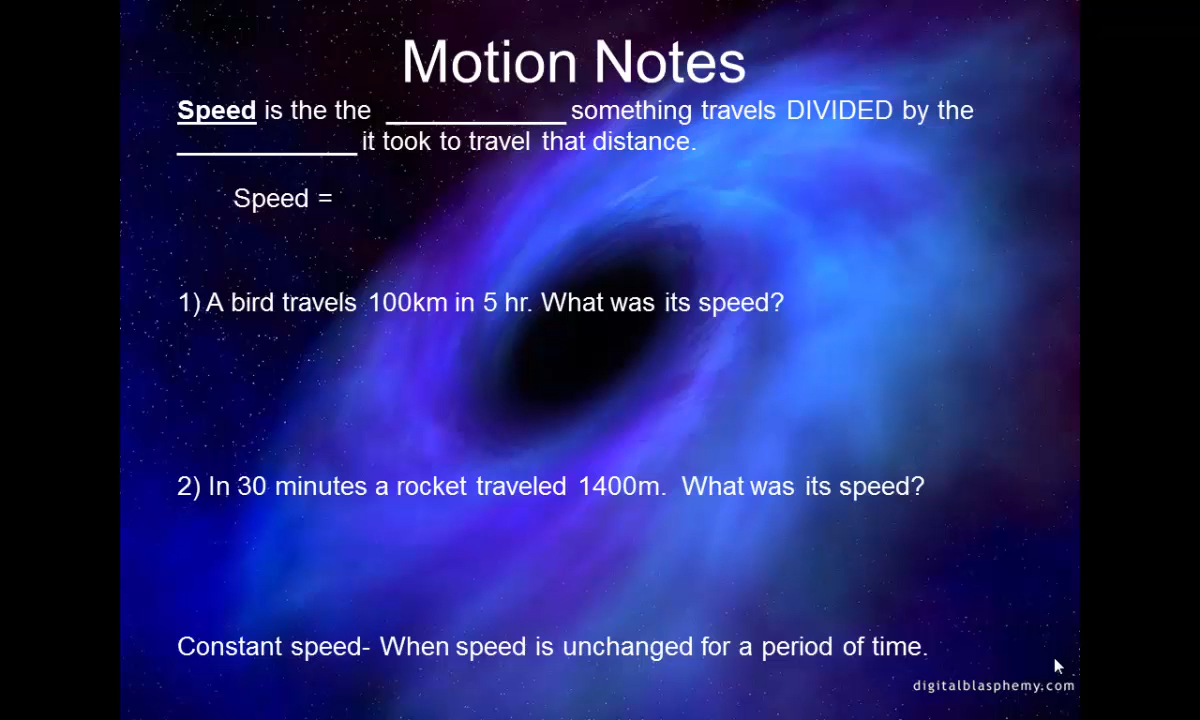 Motion Notes
Speed is the the ____________ something travels DIVIDED by the
____________ it took to travel that distance.
Speed =
1) A bird travels 100km in 5 hr. What was its speed?
2) In 30 minutes a rocket traveled 1400m. What was its speed?
Constant speed- When speed is unchanged for a period of time.
digitalblasphemy.com